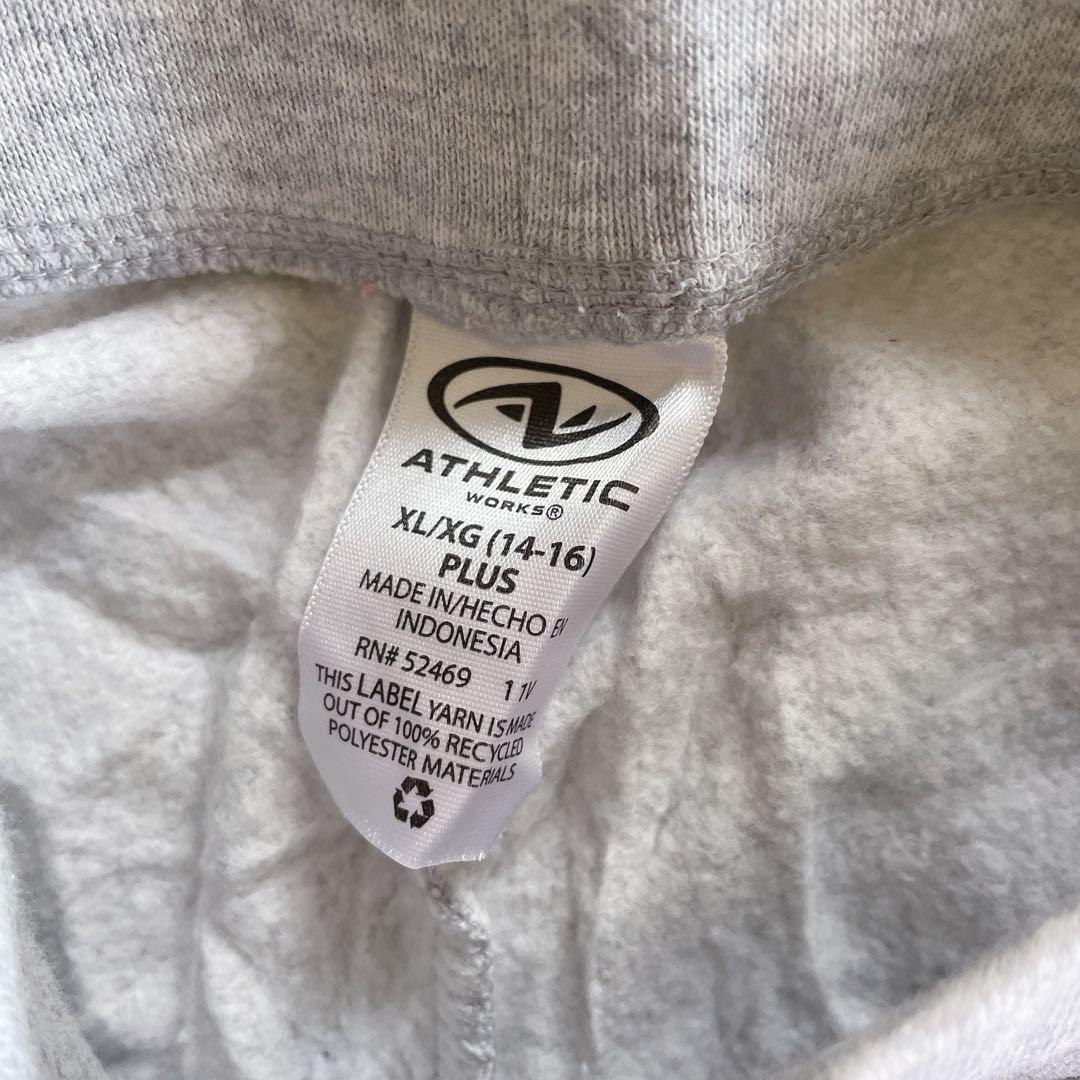 ATHLETIC
WORKS®
XL/XG (14-16)
PLUS
MADE IN/HECHO EN
INDONESIA
RN# 52469 1 1V
THIS LABEL YARN IS MADE
OUT OF 100% RECYCLED
POLYESTER MATERIALS